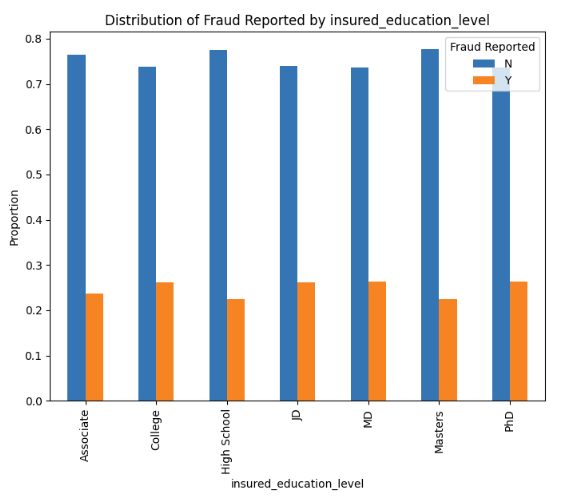 Distribution of Fraud Reported by insured_education_level
Fraud Reported
N
Y
Proportion
0.8
0.7
0.6
0.5
0.4
0.3
0.2
0.1
0.0
Associate
College
High School
JD
MD
Masters
PhD
insured_education_level